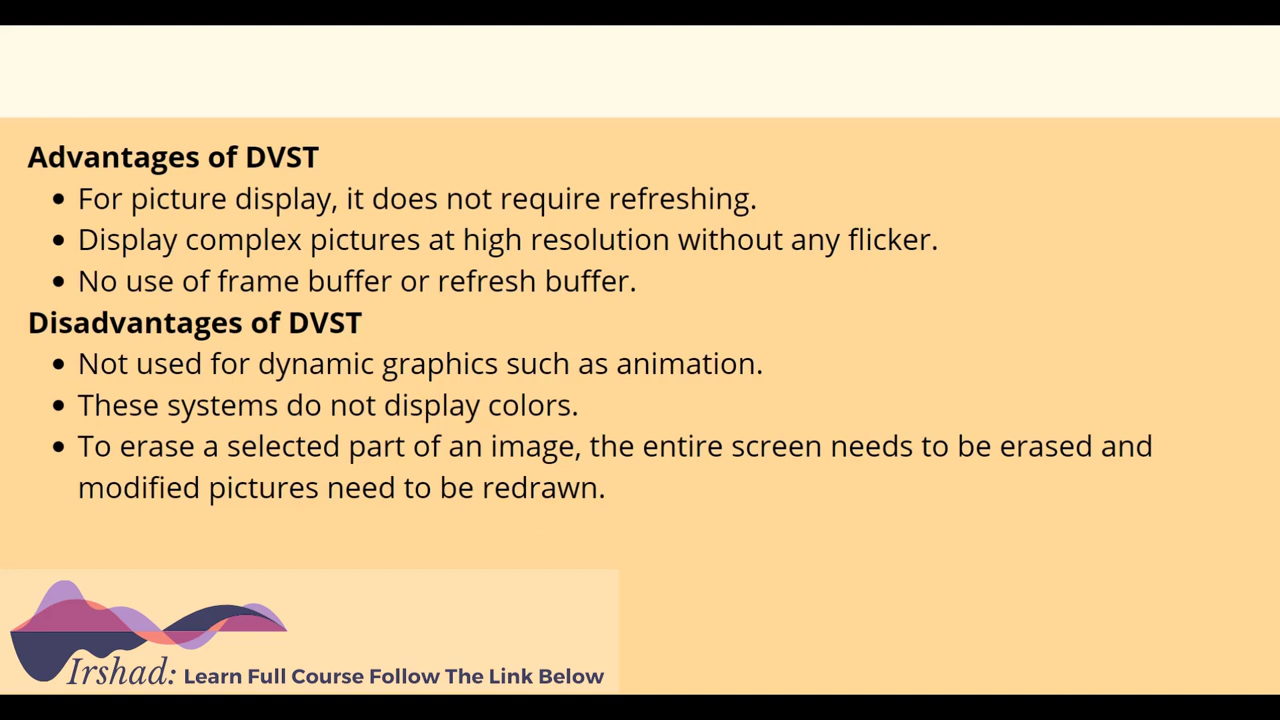 Advantages of DVST
• For picture display, it does not require refreshing.
• Display complex pictures at high resolution without any flicker.
• No use of frame buffer or refresh buffer.
Disadvantages of DVST
• Not used for dynamic graphics such as animation.
• These systems do not display colors.
• To erase a selected part of an image, the entire screen needs to be erased and
modified pictures need to be redrawn.
Irshad: Learn Full Course Follow The Link Below